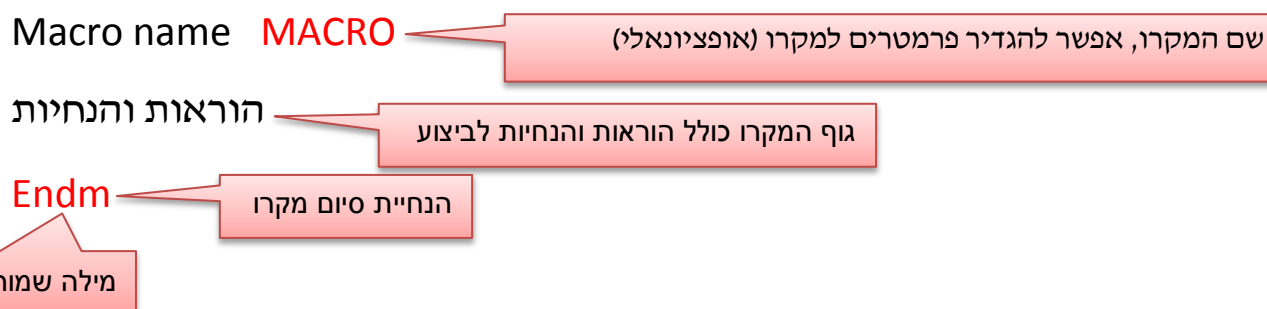 Macro name MACRO
שם המקרו, אפשר להגדיר פרמטרים למקרו (אופציונאלי)
הוראות והנחיות
גוף המקרו כולל הוראות והנחיות לביצוע
Endm
הנחיית סיום מקרו
מילה